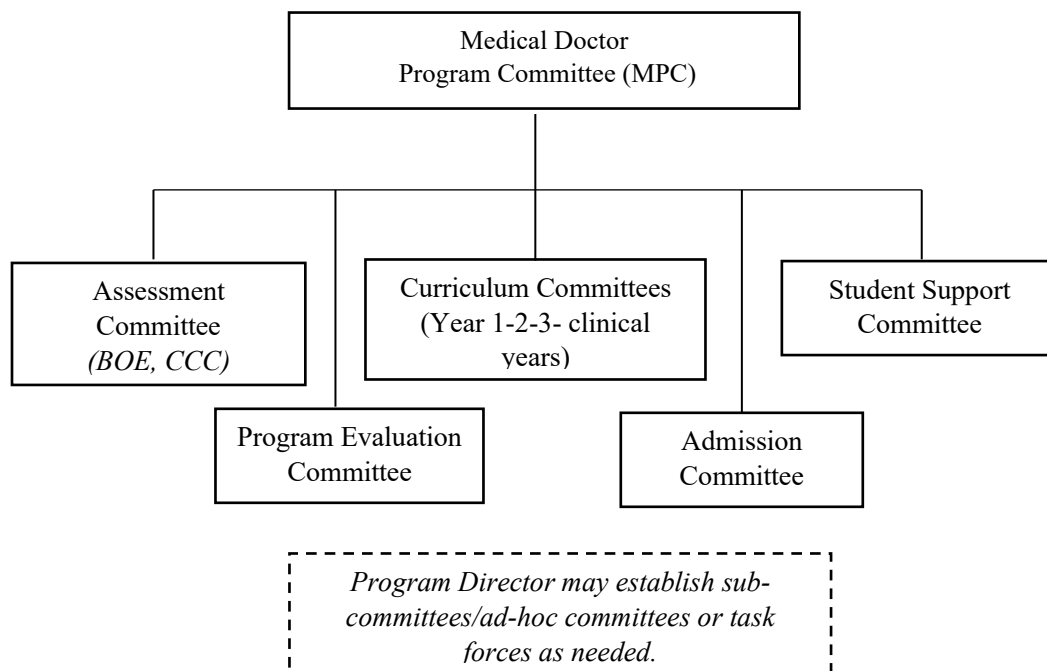 Medical Doctor
Program Committee (MPC)
Assessment
Committee
(BOE, CCC)
Curriculum Committees
(Year 1-2-3- clinical
years)
Student Support
Committee
Program Evaluation
Committee
Admission
Committee
Program Director may establish sub-
committees/ad-hoc committees or task
forces as needed.